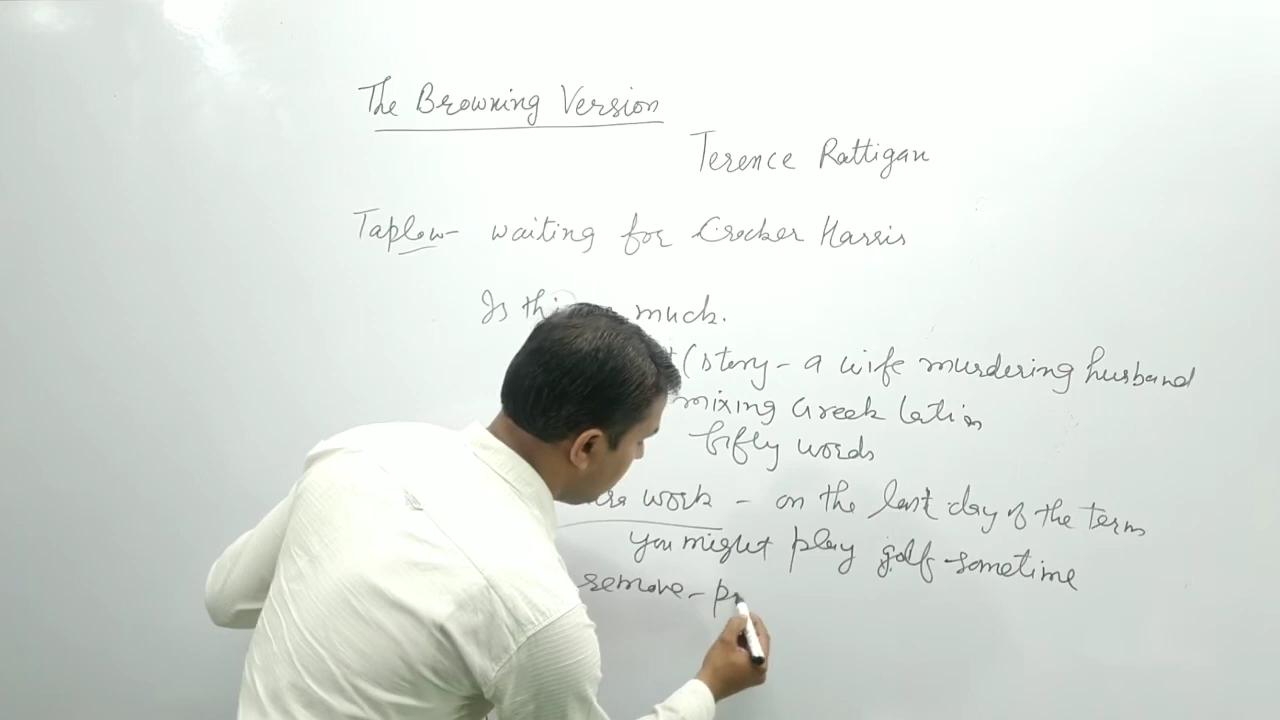 The Browning Version
Terence Rattigan
Taplow - waiting for Crocker Harris
Is much.
(story - a wife murdering husband
mixing Greek Latin
fifty words
work - on the last day of the term
you might play golf sometime
remove -